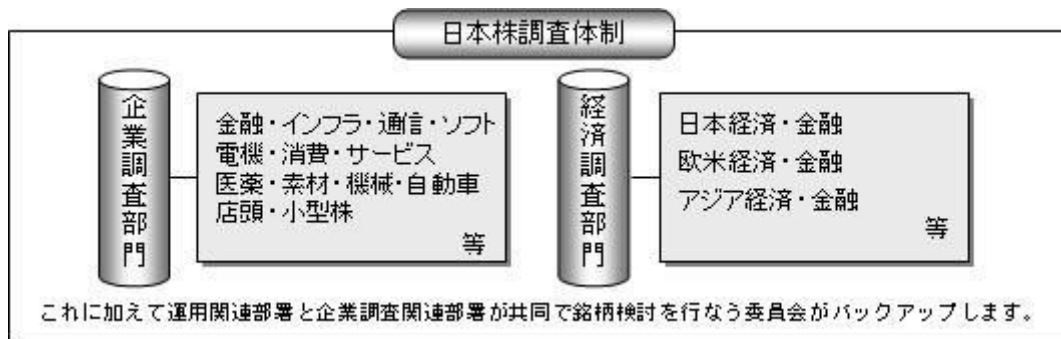 日本株調査体制
企業調査部門
金融・インフラ・通信・ソフト
電機・消費・サービス
医薬・素材・機械・自動車
店頭・小型株
等
経済調査部門
日本経済・金融
欧米経済・金融
アジア経済・金融
等
これに加えて運用関連部署と企業調査関連部署が共同で銘柄検討を行なう委員会がバックアップします。